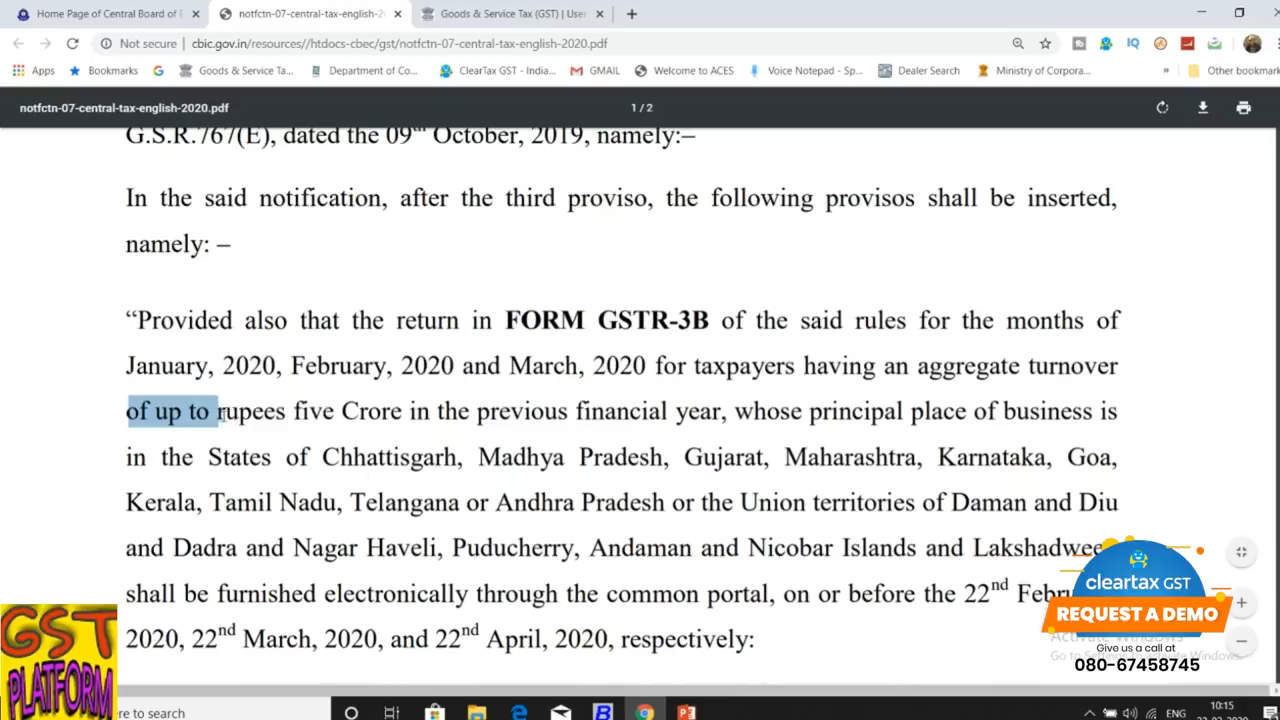 Home Page of Central Board of
notfctn-07-central-tax-english-2020
Goods & Service Tax (GST) | User
Not secure | cbic.gov.in/resources//htdocs-cbec/gst/notfctn-07-central-tax-english-2020.pdf
Apps Bookmarks Goods & Service Ta... Department of Co... ClearTax GST - India... GMAIL Welcome to ACES Voice Notepad - Sp... Dealer Search Ministry of Corpora... » Other bookmark
notfctn-07-central-tax-english-2020.pdf 1 / 2
G.S.R.767(E), dated the 09th October, 2019, namely:–
In the said notification, after the third proviso, the following provisos shall be inserted,
namely: –
“Provided also that the return in FORM GSTR-3B of the said rules for the months of
January, 2020, February, 2020 and March, 2020 for taxpayers having an aggregate turnover
of up to rupees five Crore in the previous financial year, whose principal place of business is
in the States of Chhattisgarh, Madhya Pradesh, Gujarat, Maharashtra, Karnataka, Goa,
Kerala, Tamil Nadu, Telangana or Andhra Pradesh or the Union territories of Daman and Diu
and Dadra and Nagar Haveli, Puducherry, Andaman and Nicobar Islands and Lakshadwee
shall be furnished electronically through the common portal, on or before the 22nd Febru
2020, 22nd March, 2020, and 22nd April, 2020, respectively:
cleartax GST
REQUEST A DEMO
Activate Windows
Go to Settings to activate Windows.
Give us a call at
080-67458745
GST
PLATFORM
ere to search
ENG
10:15